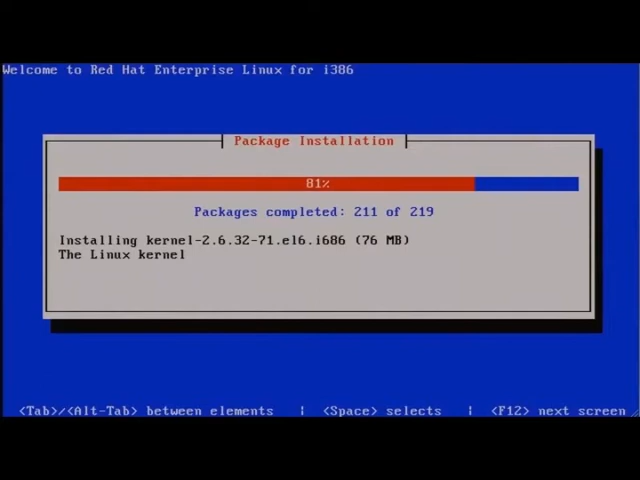 Welcome to Red Hat Enterprise Linux for i386
Package Installation
81%
Packages completed: 211 of 219
Installing kernel-2.6.32-71.el6.i686 (76 MB)
The Linux kernel
<Tab>/<Alt-Tab> between elements | <Space> selects | <F12> next screen